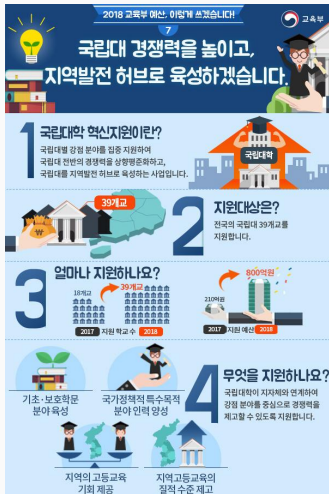 2018 교육부 예산, 이렇게 쓰겠습니다!
교육부
7
국립대 경쟁력을 높이고,
지역발전 허브로 육성하겠습니다.
1 국립대학 혁신지원이란?
국립대별 강점 분야를 집중 지원하여
국립대 전반의 경쟁력을 상향평준화하고,
국립대를 지역발전 허브로 육성하는 사업입니다.
국립대학
39개교
2 지원대상은?
전국의 국립대 39개교를
지원합니다.
3 얼마나 지원하나요?
18개교
39개교
2017 지원 학교 수 2018
210억원
800억원
2017 지원 예산 2018
기초·보호학문
분야 육성
국가정책적 특수목적
분야 인력 양성
4 무엇을 지원하나요?
국립대학이 지자체와 연계하여
강점 분야를 중심으로 경쟁력을
제고할 수 있도록 지원합니다.
지역의 고등교육
기회 제공
지역고등교육의
질적 수준 제고